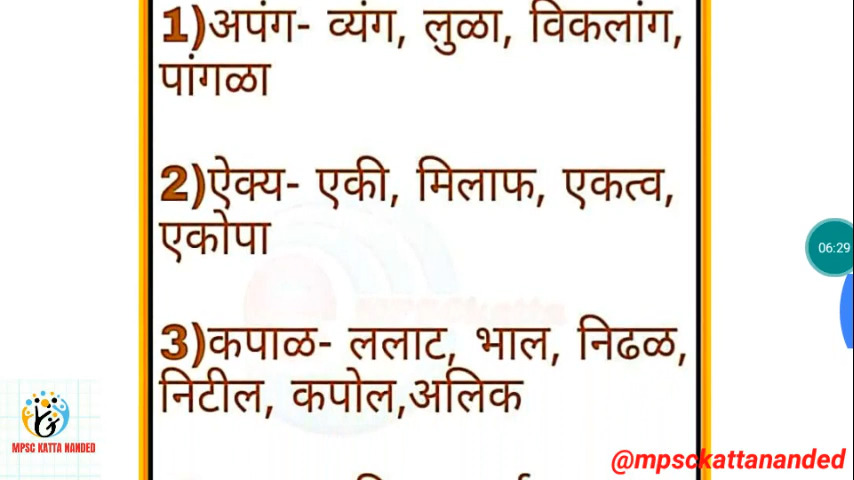 1)अपंग- व्यंग, लुळा, विकलांग,
पांगळा
2)ऐक्य- एकी, मिलाफ, एकत्व,
एकोपा
06:29
MPSCkatta
3)कपाळ- ललाट, भाल, निढळ,
निटील, कपोल,अलिक
MPSC KATTA NANDED
@mpsckattananded